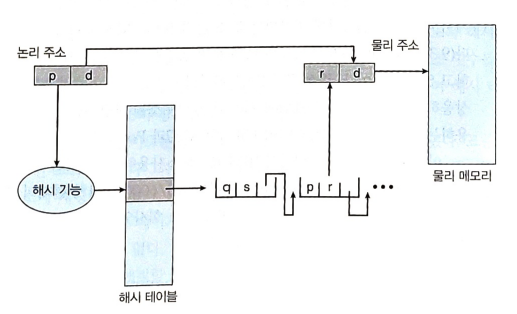 논리 주소
p d
물리 주소
r d
해시 기능
q s
p r
•••
물리 메모리
해시 테이블